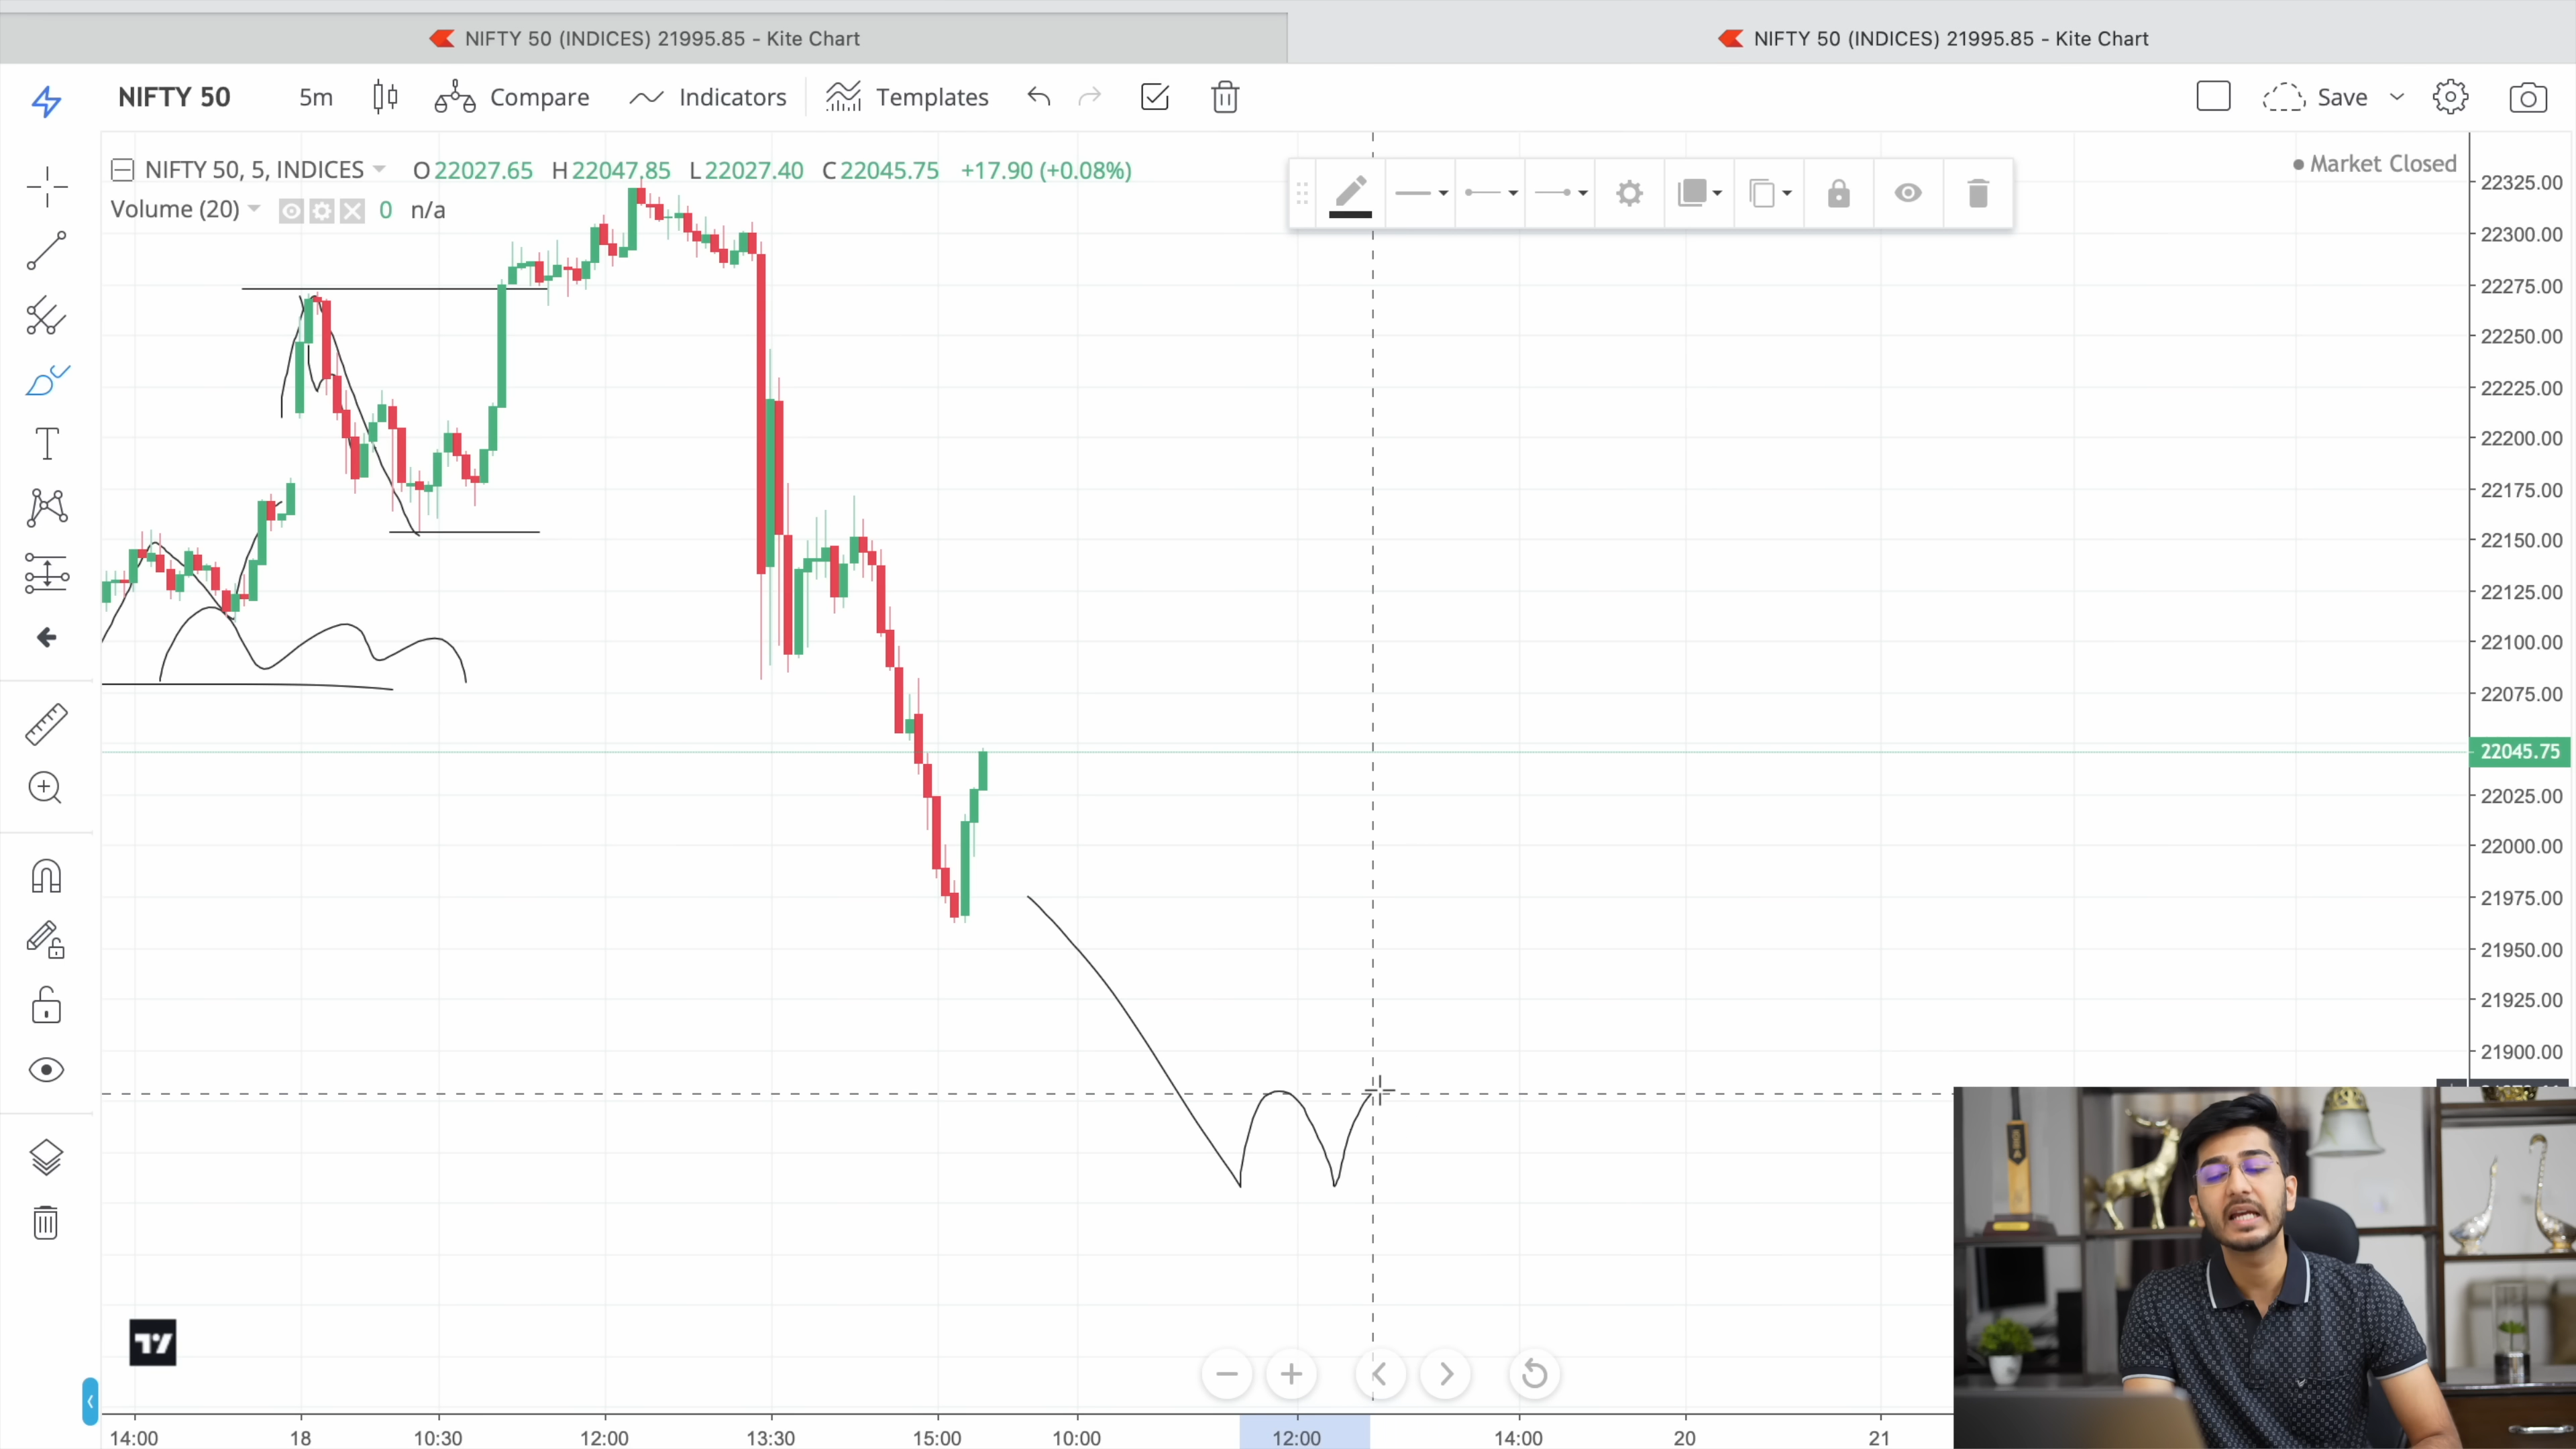 NIFTY 50 (INDICES) 21995.85 - Kite Chart
NIFTY 50 (INDICES) 21995.85 - Kite Chart
NIFTY 50 5m Compare Indicators Templates Save
NIFTY 50, 5, INDICES O22027.65 H22047.85 L22027.40 C22045.75 +17.90 (+0.08%)
Market Closed
Volume (20) 0 n/a
22325.00
22300.00
22275.00
22250.00
22225.00
22200.00
22175.00
22150.00
22125.00
22100.00
22075.00
22045.75
22025.00
22000.00
21975.00
21950.00
21925.00
21900.00
14:00 18 10:30 12:00 13:30 15:00 10:00 12:00 14:00 20 21